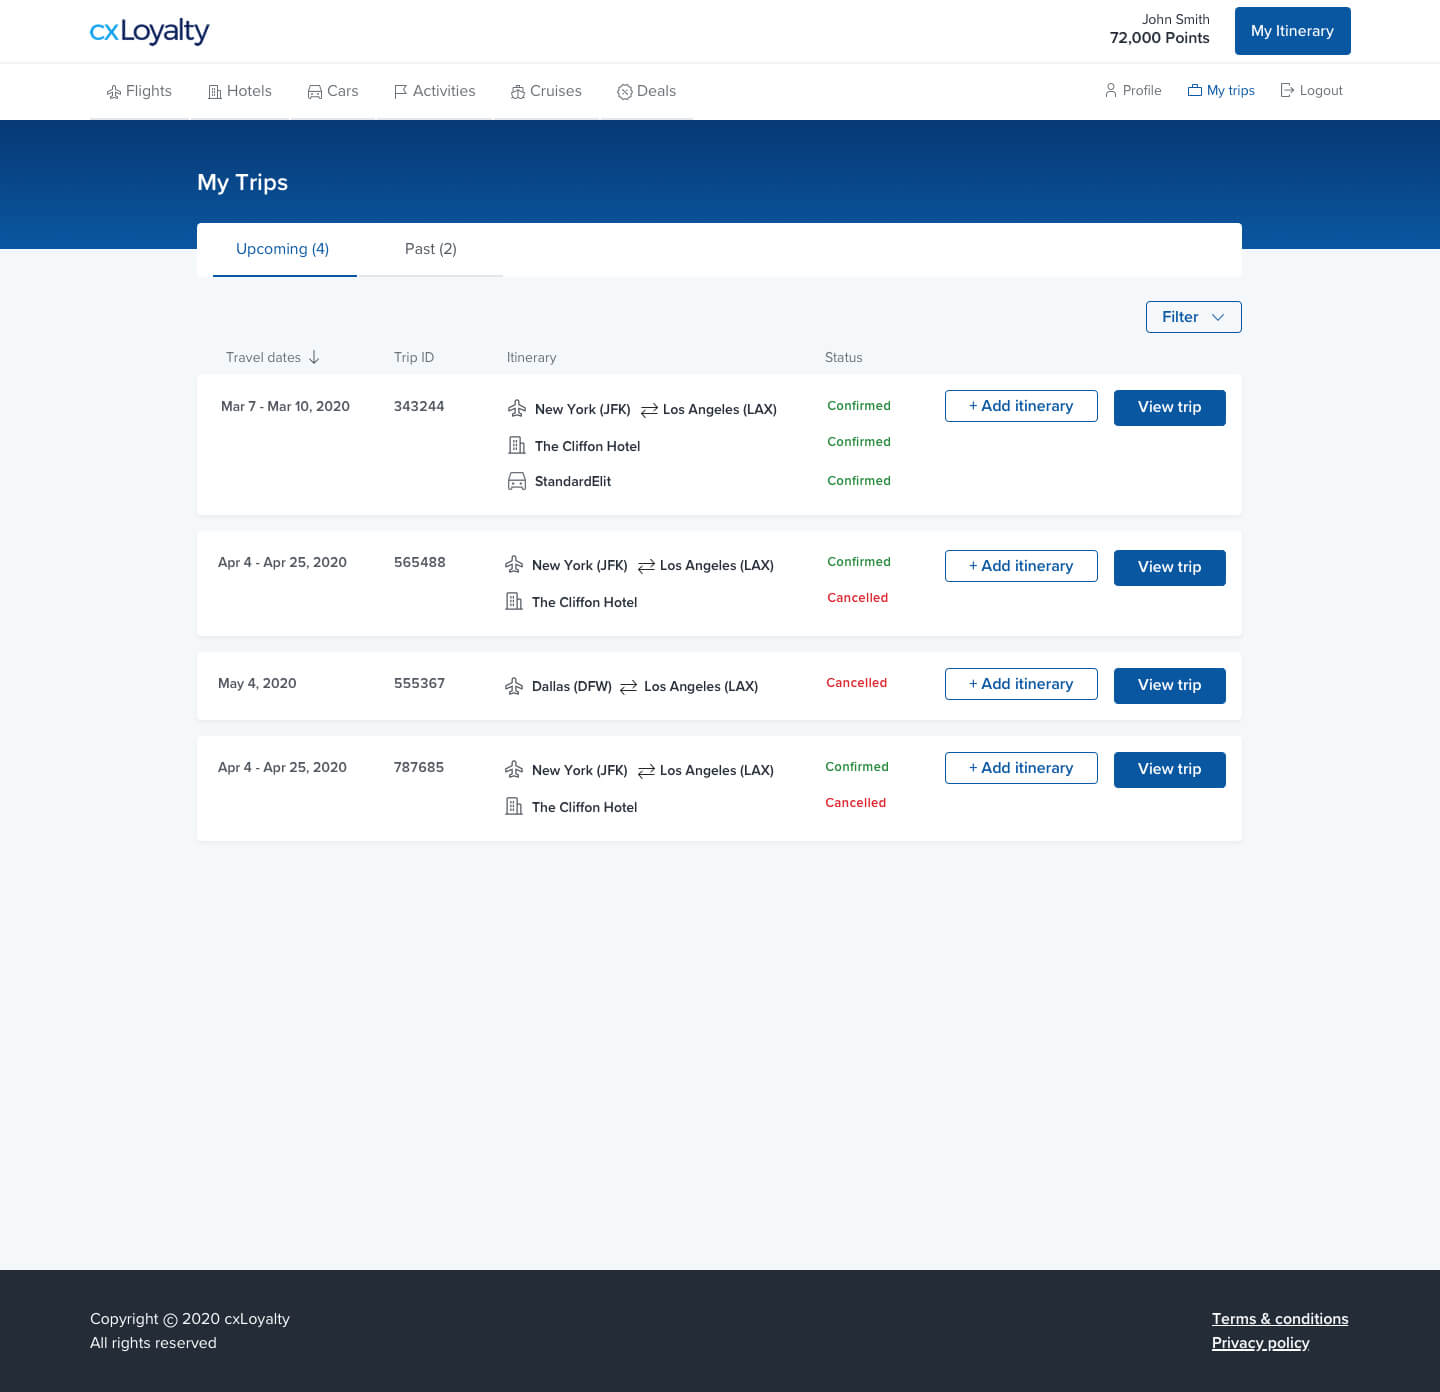 cxLoyalty
John Smith
72,000 Points
My Itinerary
Flights
Hotels
Cars
Activities
Cruises
Deals
Profile
My trips
Logout
My Trips
Upcoming (4)
Past (2)
Filter
Travel dates
Trip ID
Itinerary
Status
Mar 7 - Mar 10, 2020
343244
New York (JFK) Los Angeles (LAX)
Confirmed
+ Add itinerary
View trip
The Cliffon Hotel
Confirmed
StandardElit
Confirmed
Apr 4 - Apr 25, 2020
565488
New York (JFK) Los Angeles (LAX)
Confirmed
+ Add itinerary
View trip
The Cliffon Hotel
Cancelled
May 4, 2020
555367
Dallas (DFW) Los Angeles (LAX)
Cancelled
+ Add itinerary
View trip
Apr 4 - Apr 25, 2020
787685
New York (JFK) Los Angeles (LAX)
Confirmed
+ Add itinerary
View trip
The Cliffon Hotel
Cancelled
Copyright © 2020 cxLoyalty
All rights reserved
Terms & conditions
Privacy policy